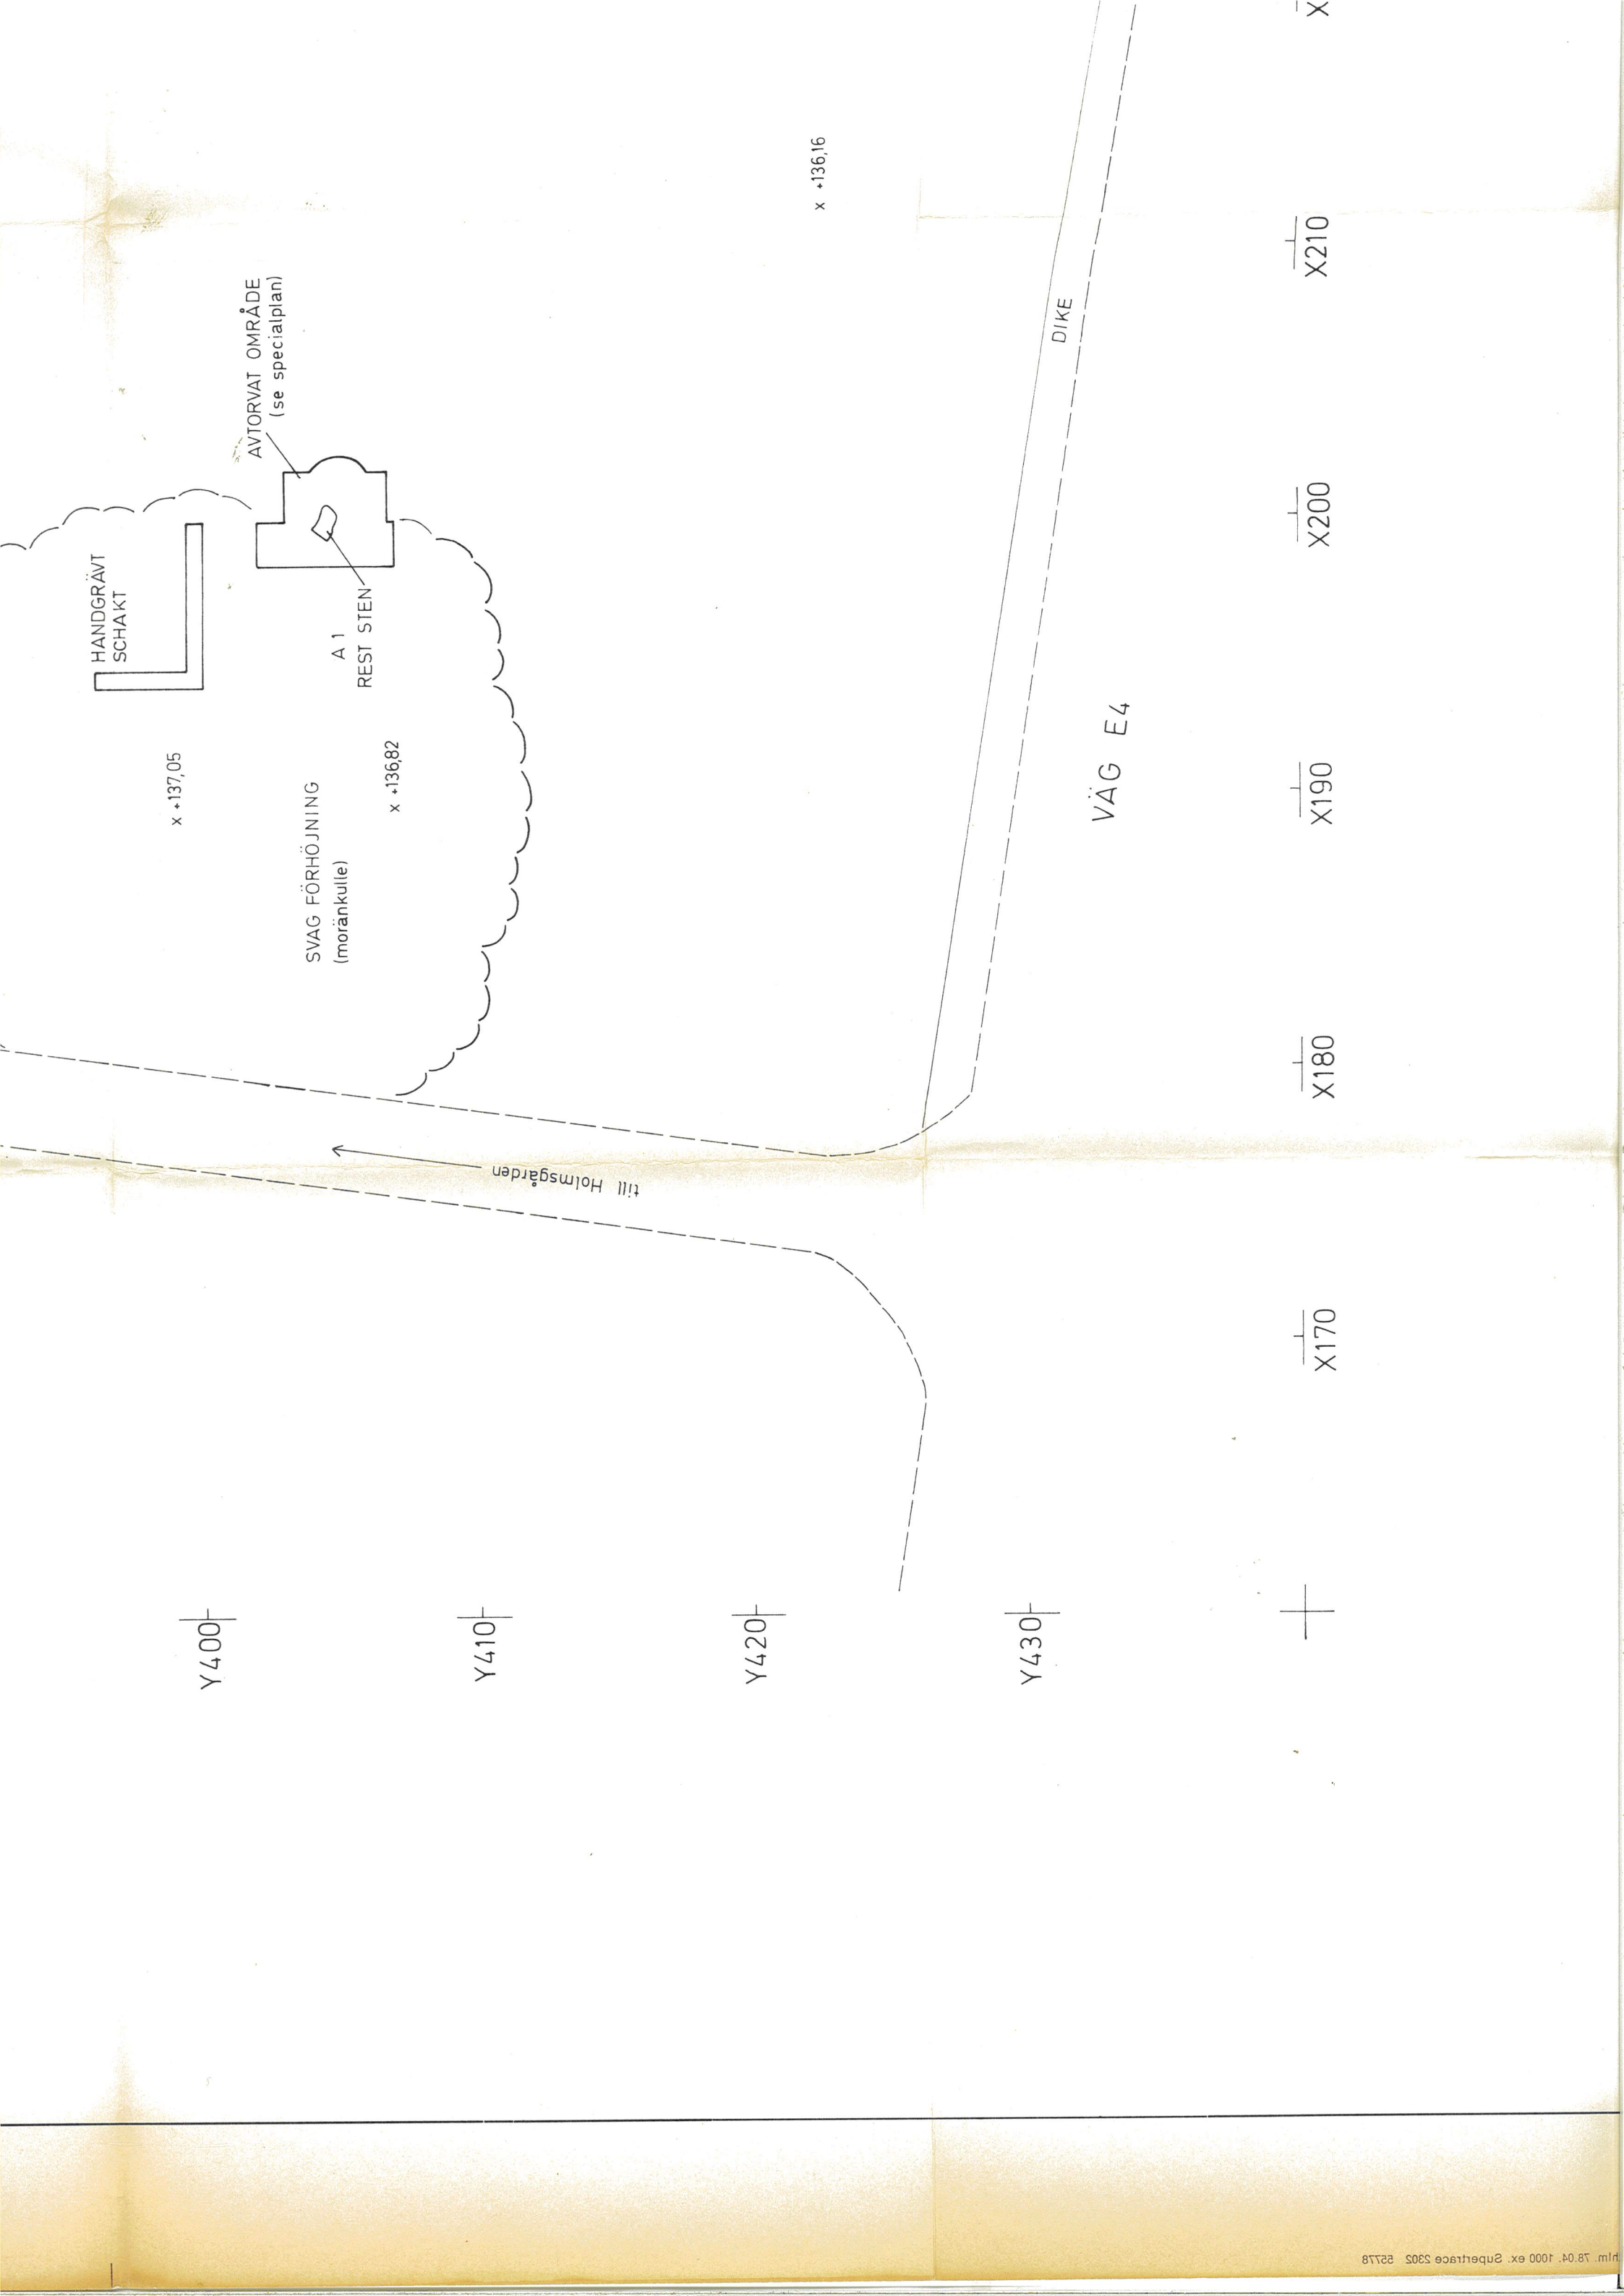 HANDGRÄVT
SCHAKT
AVTORVAT OMRÅDE
(se specialplan)
A 1
REST STEN
x +137,05
x +136,82
x +136,16
SVAG FÖRHÖJNING
(moränkulle)
DIKE
VÄG E4
till Holmsgården
X
X210
X200
X190
X180
X170
Y400
Y410
Y420
Y430
hlm. 78.04. 1000 ex. Supertrace 2302 55778